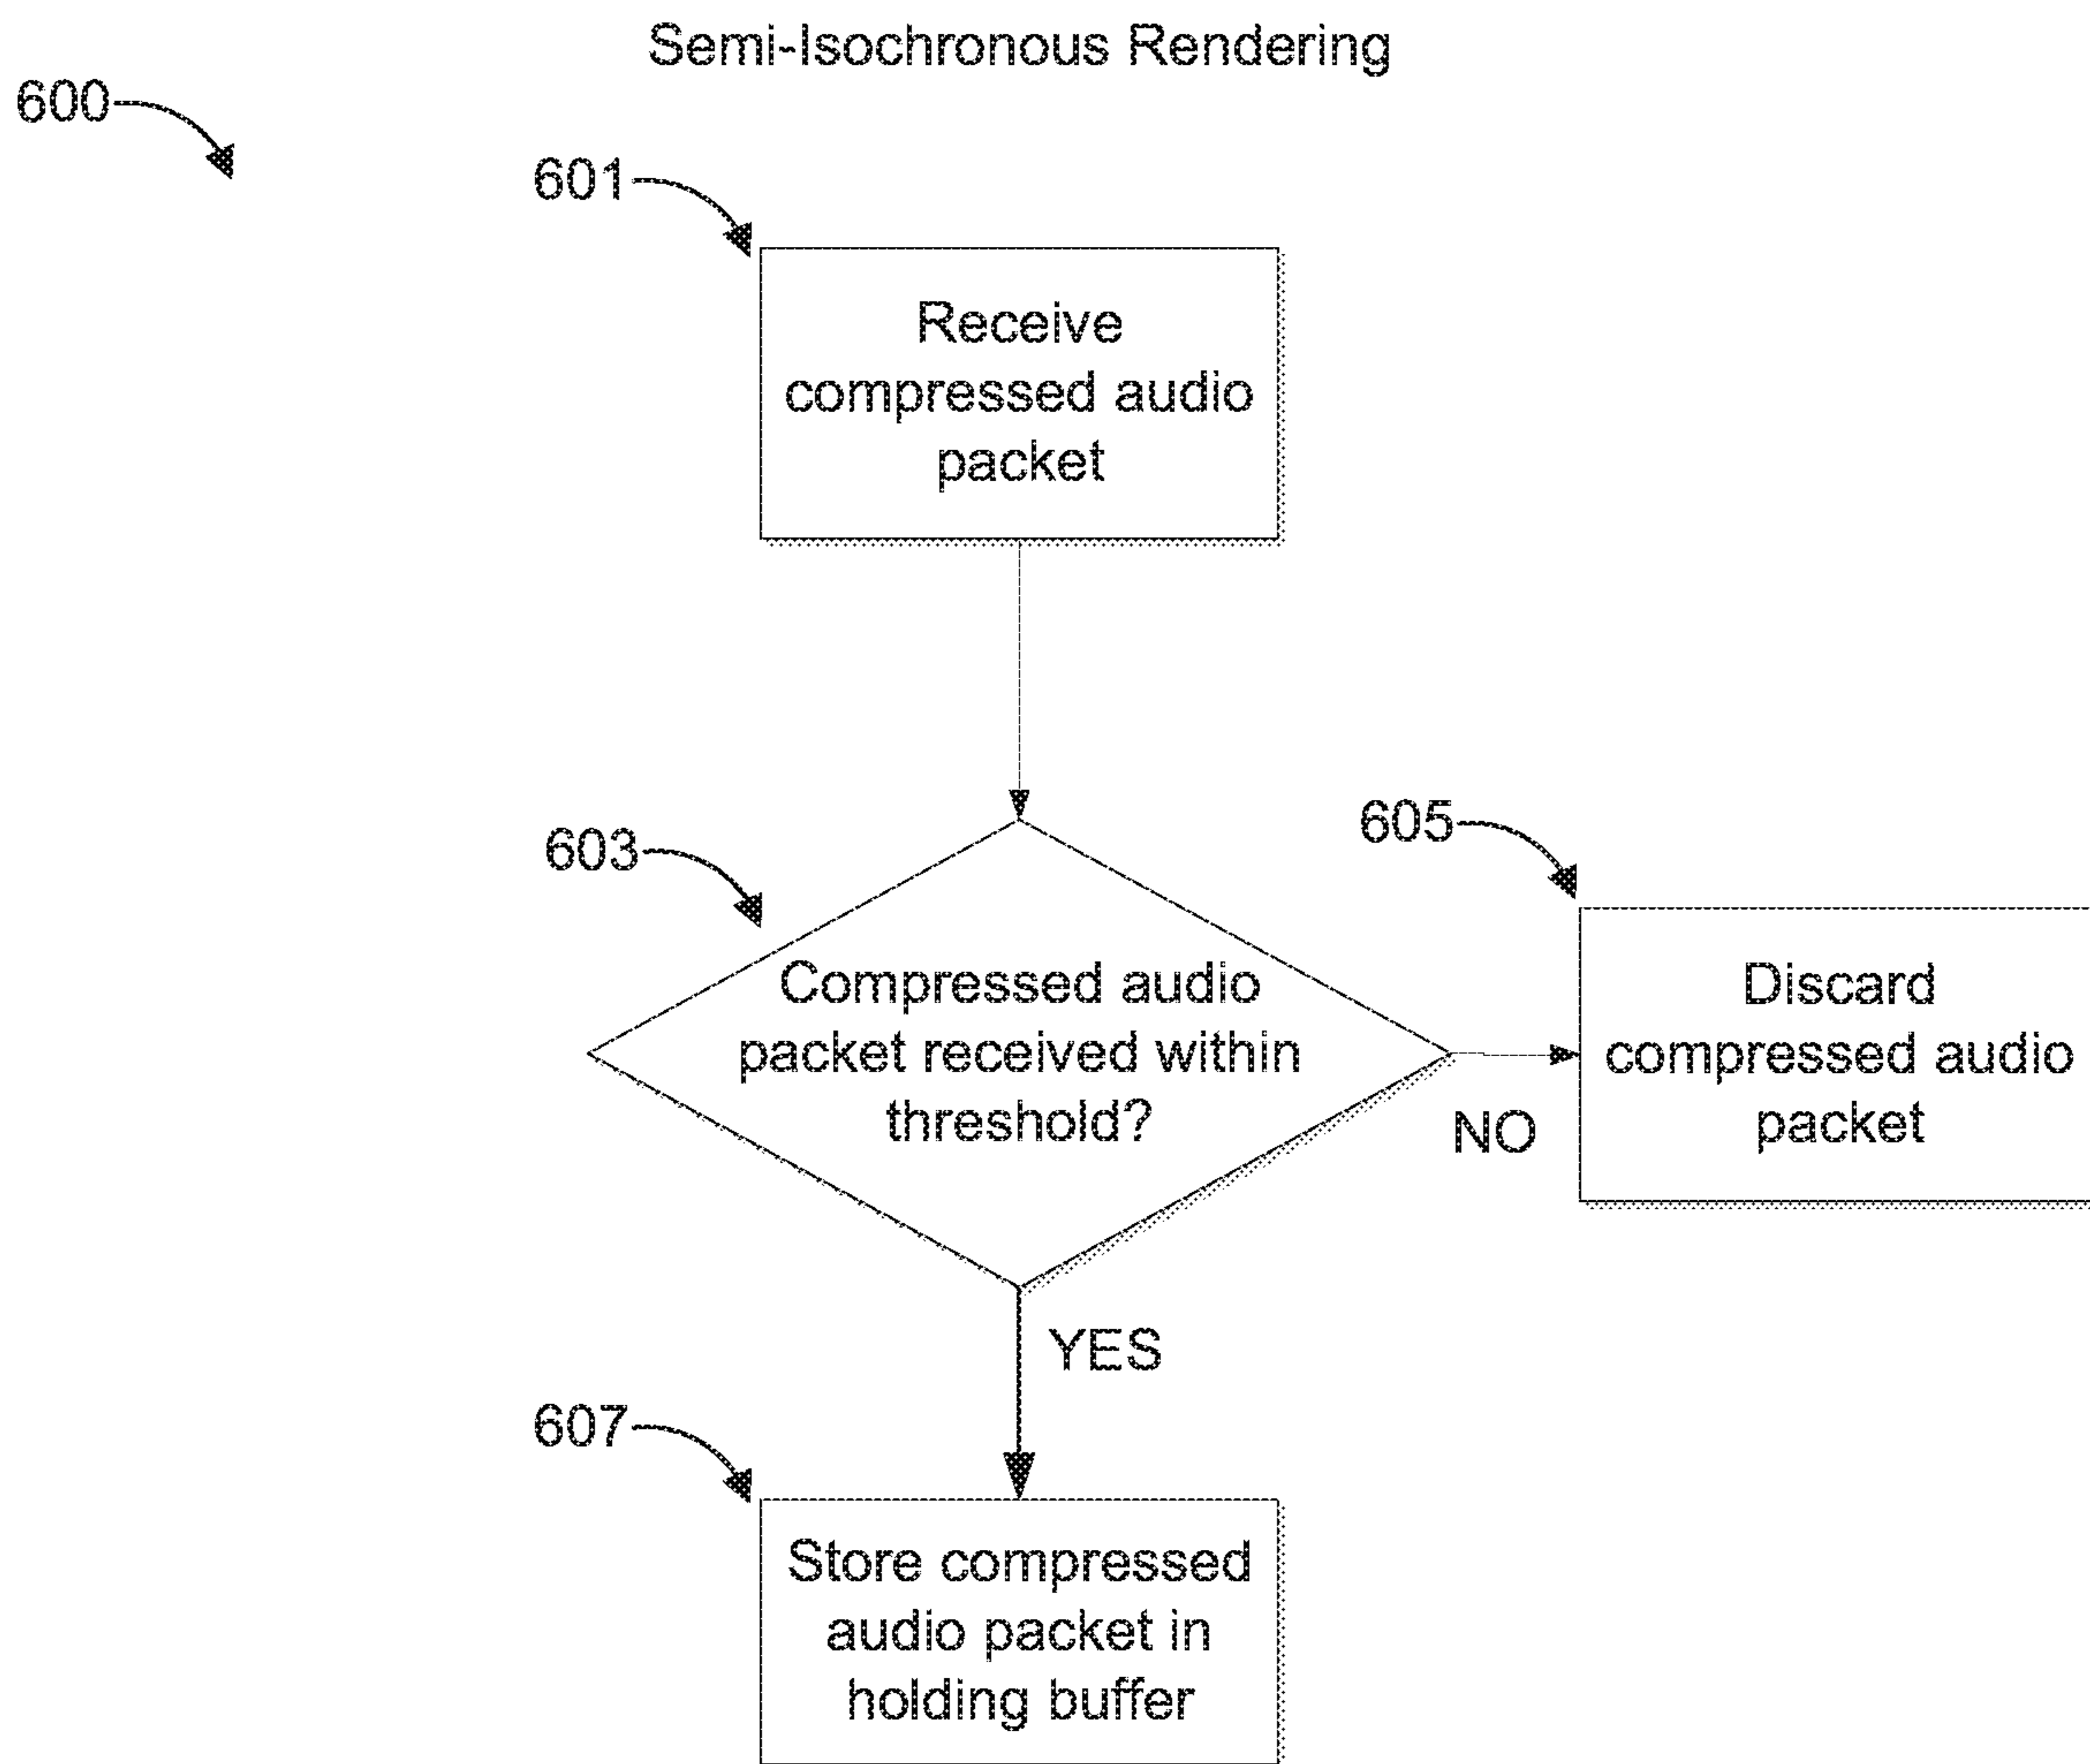 Semi-Isochronous Rendering
600
601
Receive
compressed audio
packet
603
Compressed audio
packet received within
threshold?
605
Discard
compressed audio
packet
NO
YES
607
Store compressed
audio packet in
holding buffer